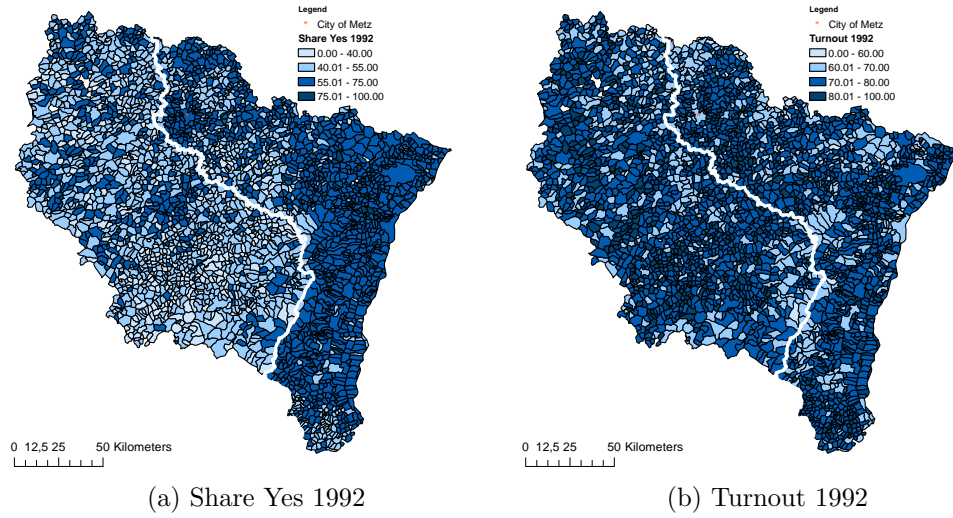 Legend
" City of Metz
Share Yes 1992
0.00 - 40.00
40.01 - 55.00
55.01 - 75.00
75.01 - 100.00
0 12,5 25 50 Kilometers
(a) Share Yes 1992
Legend
" City of Metz
Turnout 1992
0.00 - 60.00
60.01 - 70.00
70.01 - 80.00
80.01 - 100.00
0 12,5 25 50 Kilometers
(b) Turnout 1992